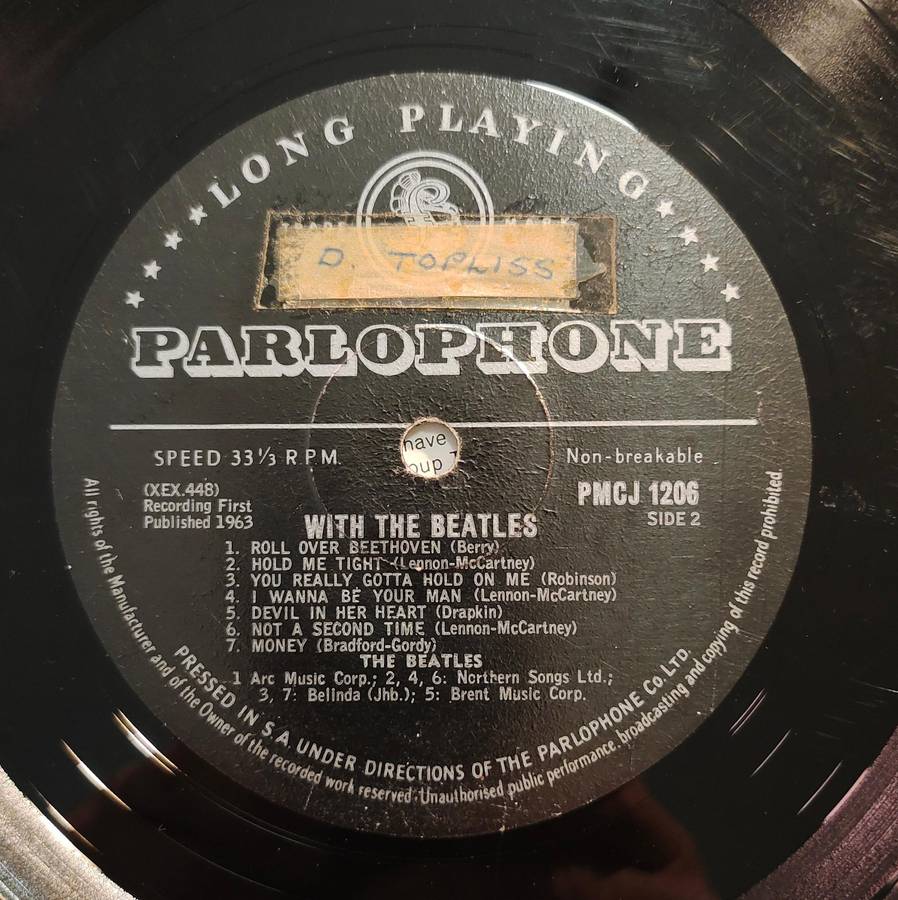 LONG PLAYING
D. TOPLISS
PARLOPHONE
SPEED 33⅓ R.P.M.
Non-breakable
(XEX.448)
Recording First
Published 1963
PMCJ 1206
SIDE 2
WITH THE BEATLES
1. ROLL OVER BEETHOVEN (Berry)
2. HOLD ME TIGHT (Lennon-McCartney)
3. YOU REALLY GOTTA HOLD ON ME (Robinson)
4. I WANNA BE YOUR MAN (Lennon-McCartney)
5. DEVIL IN HER HEART (Drapkin)
6. NOT A SECOND TIME (Lennon-McCartney)
7. MONEY (Bradford-Gordy)
THE BEATLES
1 Arc Music Corp.; 2, 4, 6: Northern Songs Ltd.;
3, 7: Belinda (Jhb.); 5: Brent Music Corp.
PRESSED IN S.A. UNDER DIRECTIONS OF THE PARLOPHONE Co LTD.
All rights of the Manufacturer and of the Owner of the recorded work reserved. Unauthorised public performance. broadcasting and copying of this record prohibited.
have